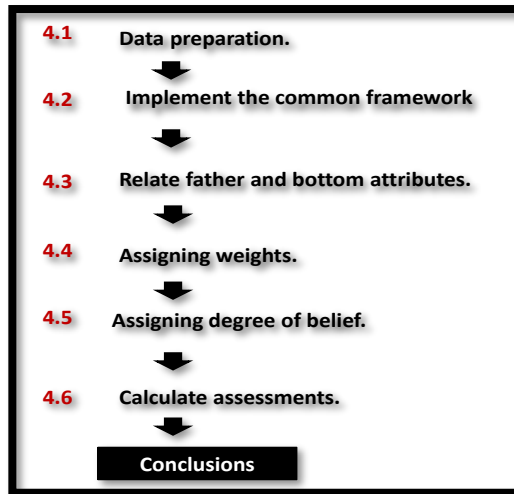 4.1 Data preparation.
4.2 Implement the common framework
4.3 Relate father and bottom attributes.
4.4 Assigning weights.
4.5 Assigning degree of belief.
4.6 Calculate assessments.
Conclusions